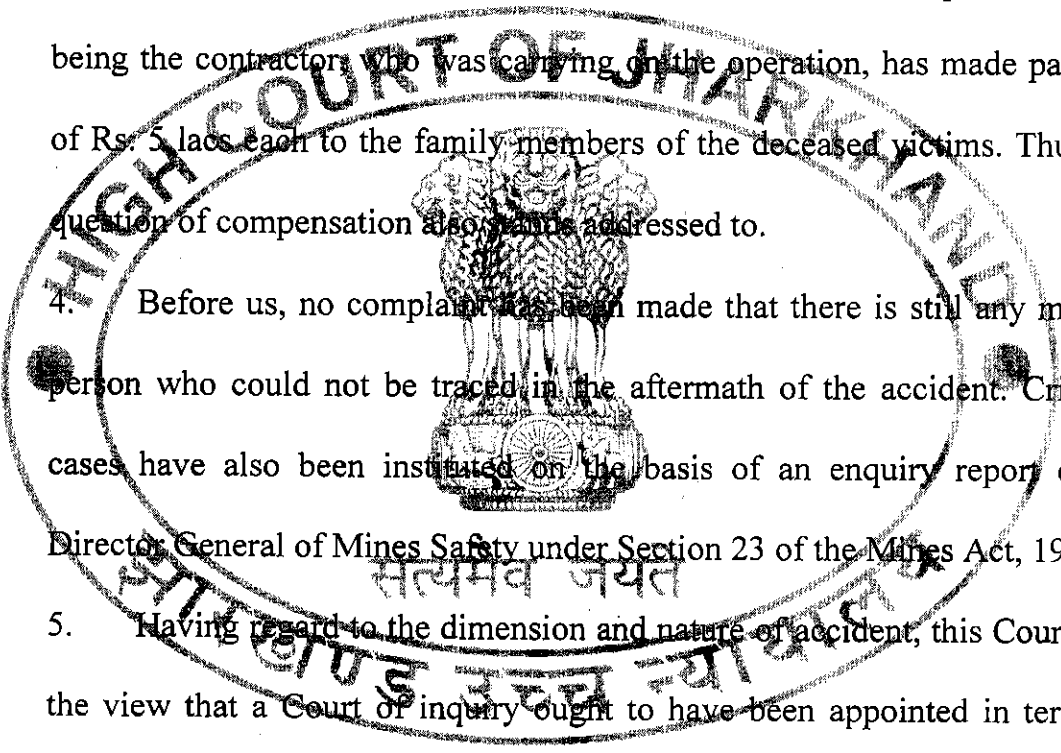 being the contractor, who was carrying on the operation, has made pa
of Rs. 5 lacs each to the family members of the deceased victims. Thu
question of compensation also stands addressed to.
4. Before us, no complaint has been made that there is still any m
person who could not be traced in the aftermath of the accident. Cri
cases have also been instituted on the basis of an enquiry report
Director General of Mines Safety under Section 23 of the Mines Act, 19
5. Having regard to the dimension and nature of accident, this Cour
the view that a Court of inquiry ought to have been appointed in ter
HIGH COURT OF JHARKHAND
सत्यमेव जयते
झारखण्ड उच्च न्यायालय